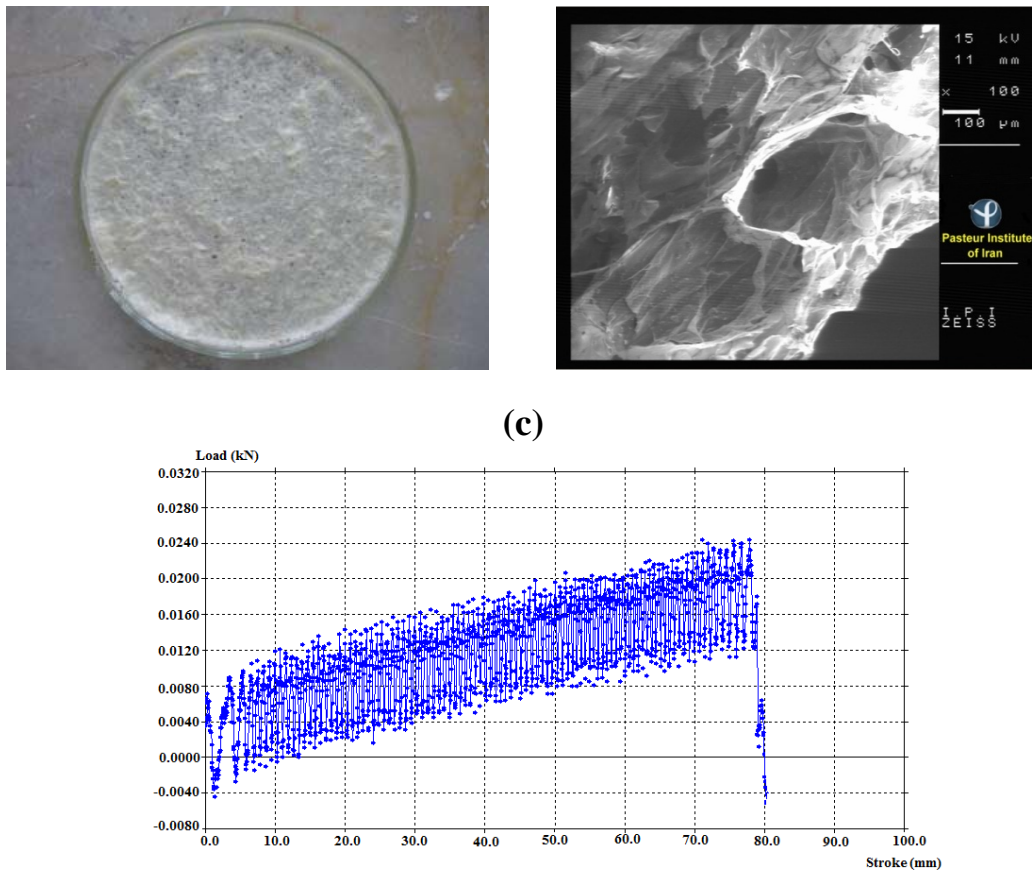 15 kV
11 mm
x 100
100 µm
Pasteur Institute
of Iran
I.P.I
ZEISS
(c)
Load (kN)
0.0320
0.0280
0.0240
0.0200
0.0160
0.0120
0.0080
0.0040
0.0000
-0.0040
-0.0080
0.0 10.0 20.0 30.0 40.0 50.0 60.0 70.0 80.0 90.0 100.0
Stroke (mm)